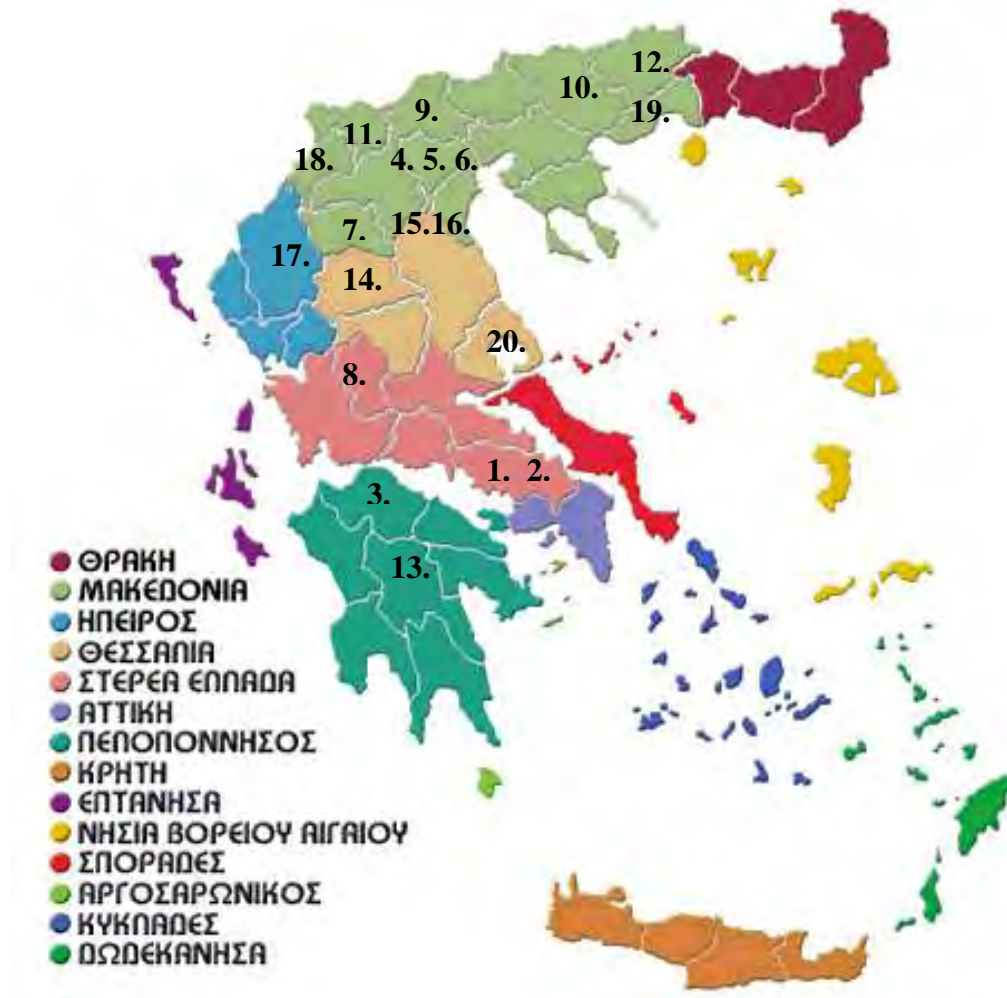 12.
10.
9.
19.
11.
18.
4. 5. 6.
7.
15.16.
17.
14.
20.
8.
1. 2.
3.
13.
ΘΡΑΚΗ
ΜΑΚΕΔΟΝΙΑ
ΗΠΕΙΡΟΣ
ΘΕΣΣΑΛΙΑ
ΣΤΕΡΕΑ ΕΛΛΑΔΑ
ΑΤΤΙΚΗ
ΠΕΛΟΠΟΝΝΗΣΟΣ
ΚΡΗΤΗ
ΕΠΤΑΝΗΣΑ
ΝΗΣΙΑ ΒΟΡΕΙΟΥ ΑΙΓΑΙΟΥ
ΣΠΟΡΑΔΕΣ
ΑΡΓΟΣΑΡΩΝΙΚΟΣ
ΚΥΚΛΑΔΕΣ
ΔΩΔΕΚΑΝΗΣΑ